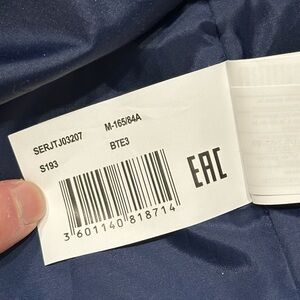 SERJTJ03207 M-165/84A
S193 BTE3
EAC
3 601140 818714